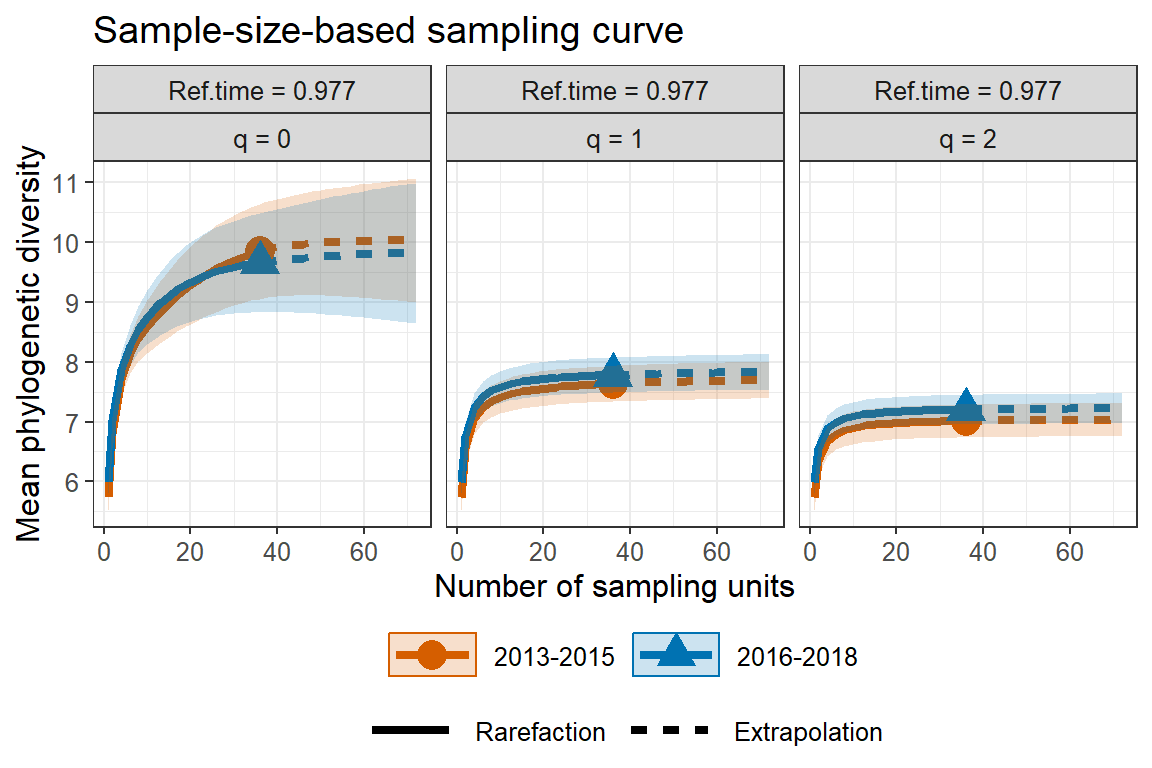 Sample-size-based sampling curve
Ref.time = 0.977 Ref.time = 0.977 Ref.time = 0.977
q = 0 q = 1 q = 2
Mean phylogenetic diversity
11
10
9
8
7
6
0 20 40 60 0 20 40 60 0 20 40 60
Number of sampling units
2013-2015 2016-2018
Rarefaction Extrapolation